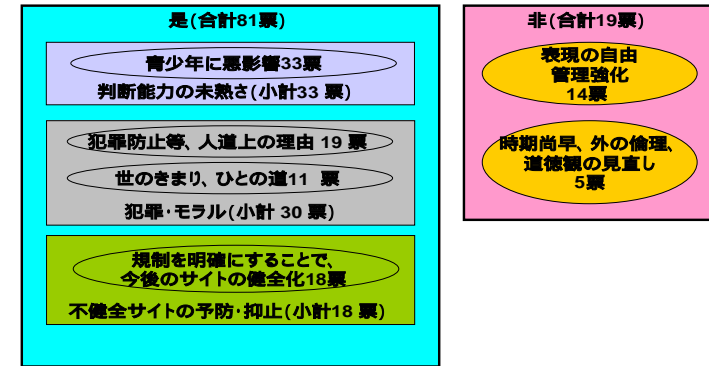 是(合計81票)
青少年に悪影響33票
判断能力の未熟さ(小計33 票)
犯罪防止等、人道上の理由 19 票
世のきまり、ひとの道11 票
犯罪・モラル(小計 30 票)
規制を明確にすることで、
今後のサイトの健全化18票
不健全サイトの予防・抑止(小計18 票)
非(合計19票)
表現の自由
管理強化
14票
時期尚早、外の倫理、
道徳観の見直し
5票